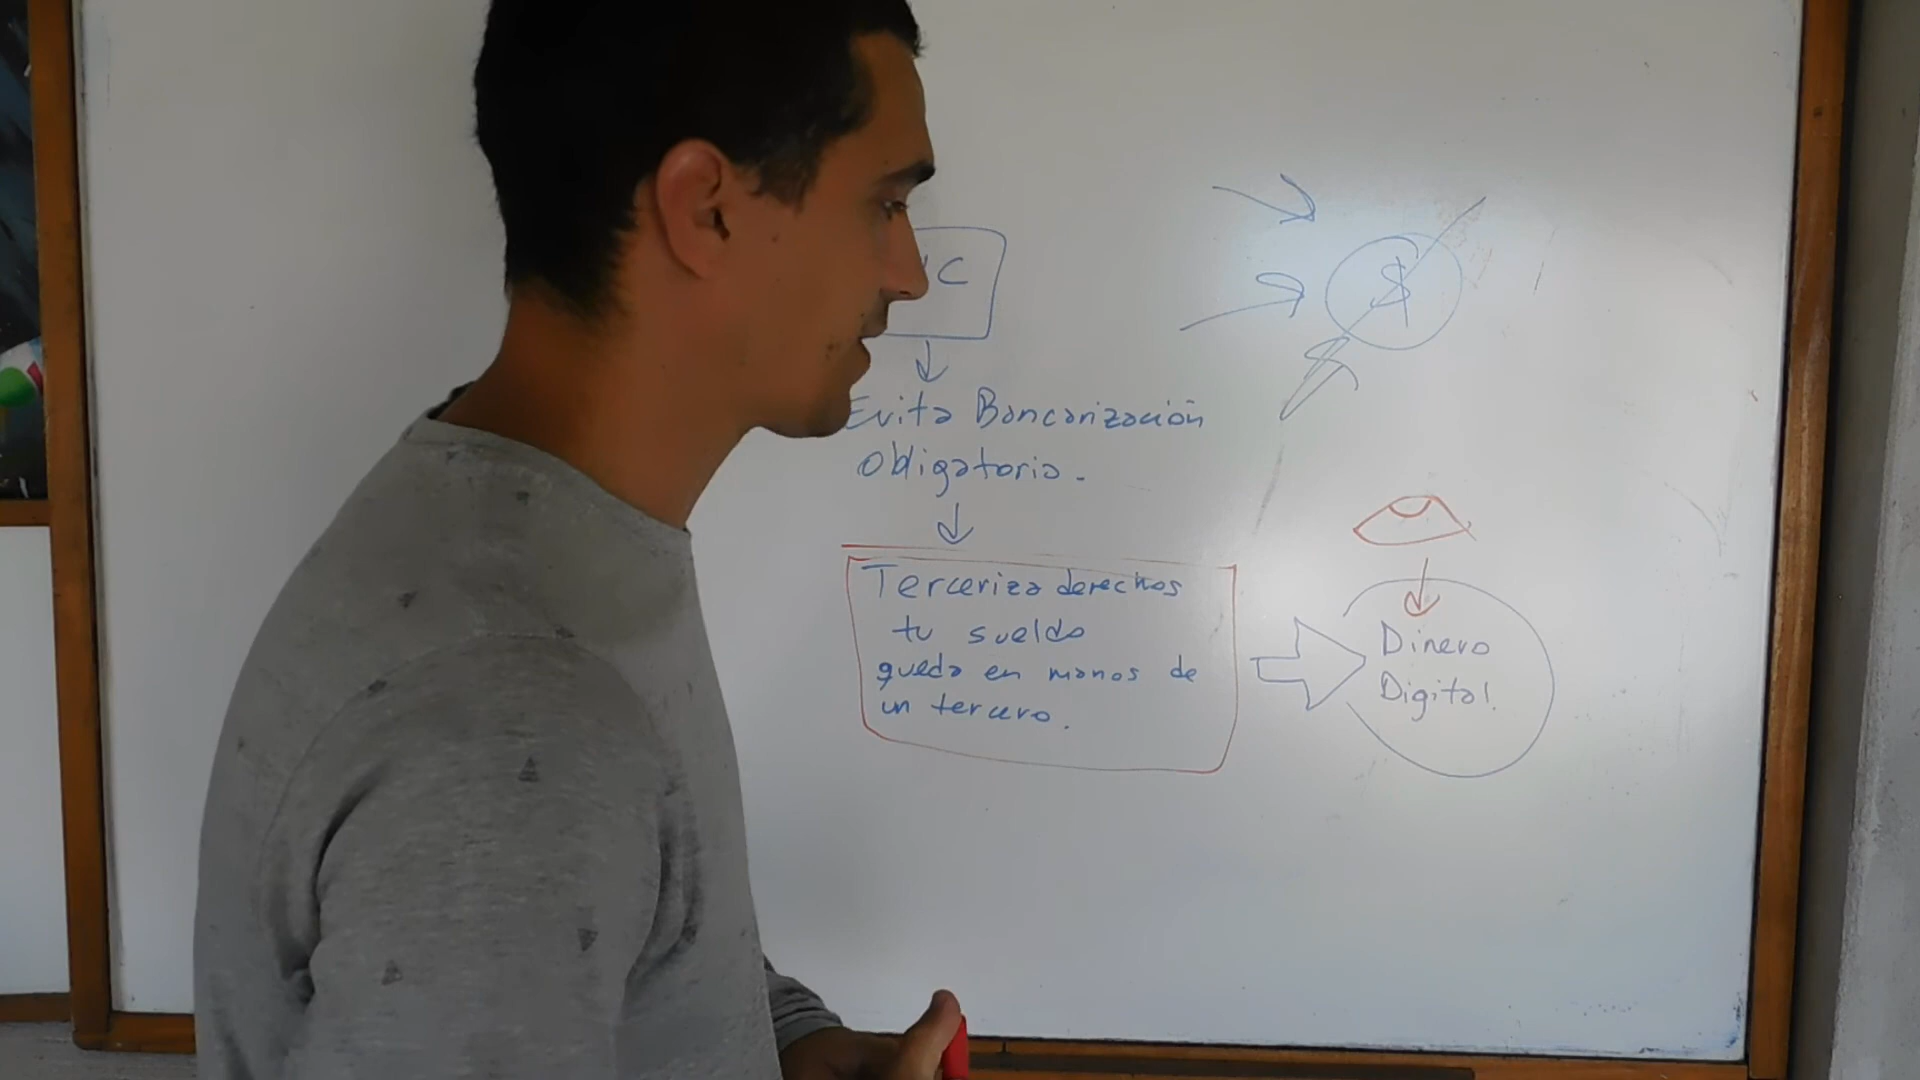 C
$
Evita Bancarización
Obligatoria.
Terceriza derechos
tu sueldo
queda en manos de
un tercero.
Dinero
Digital.